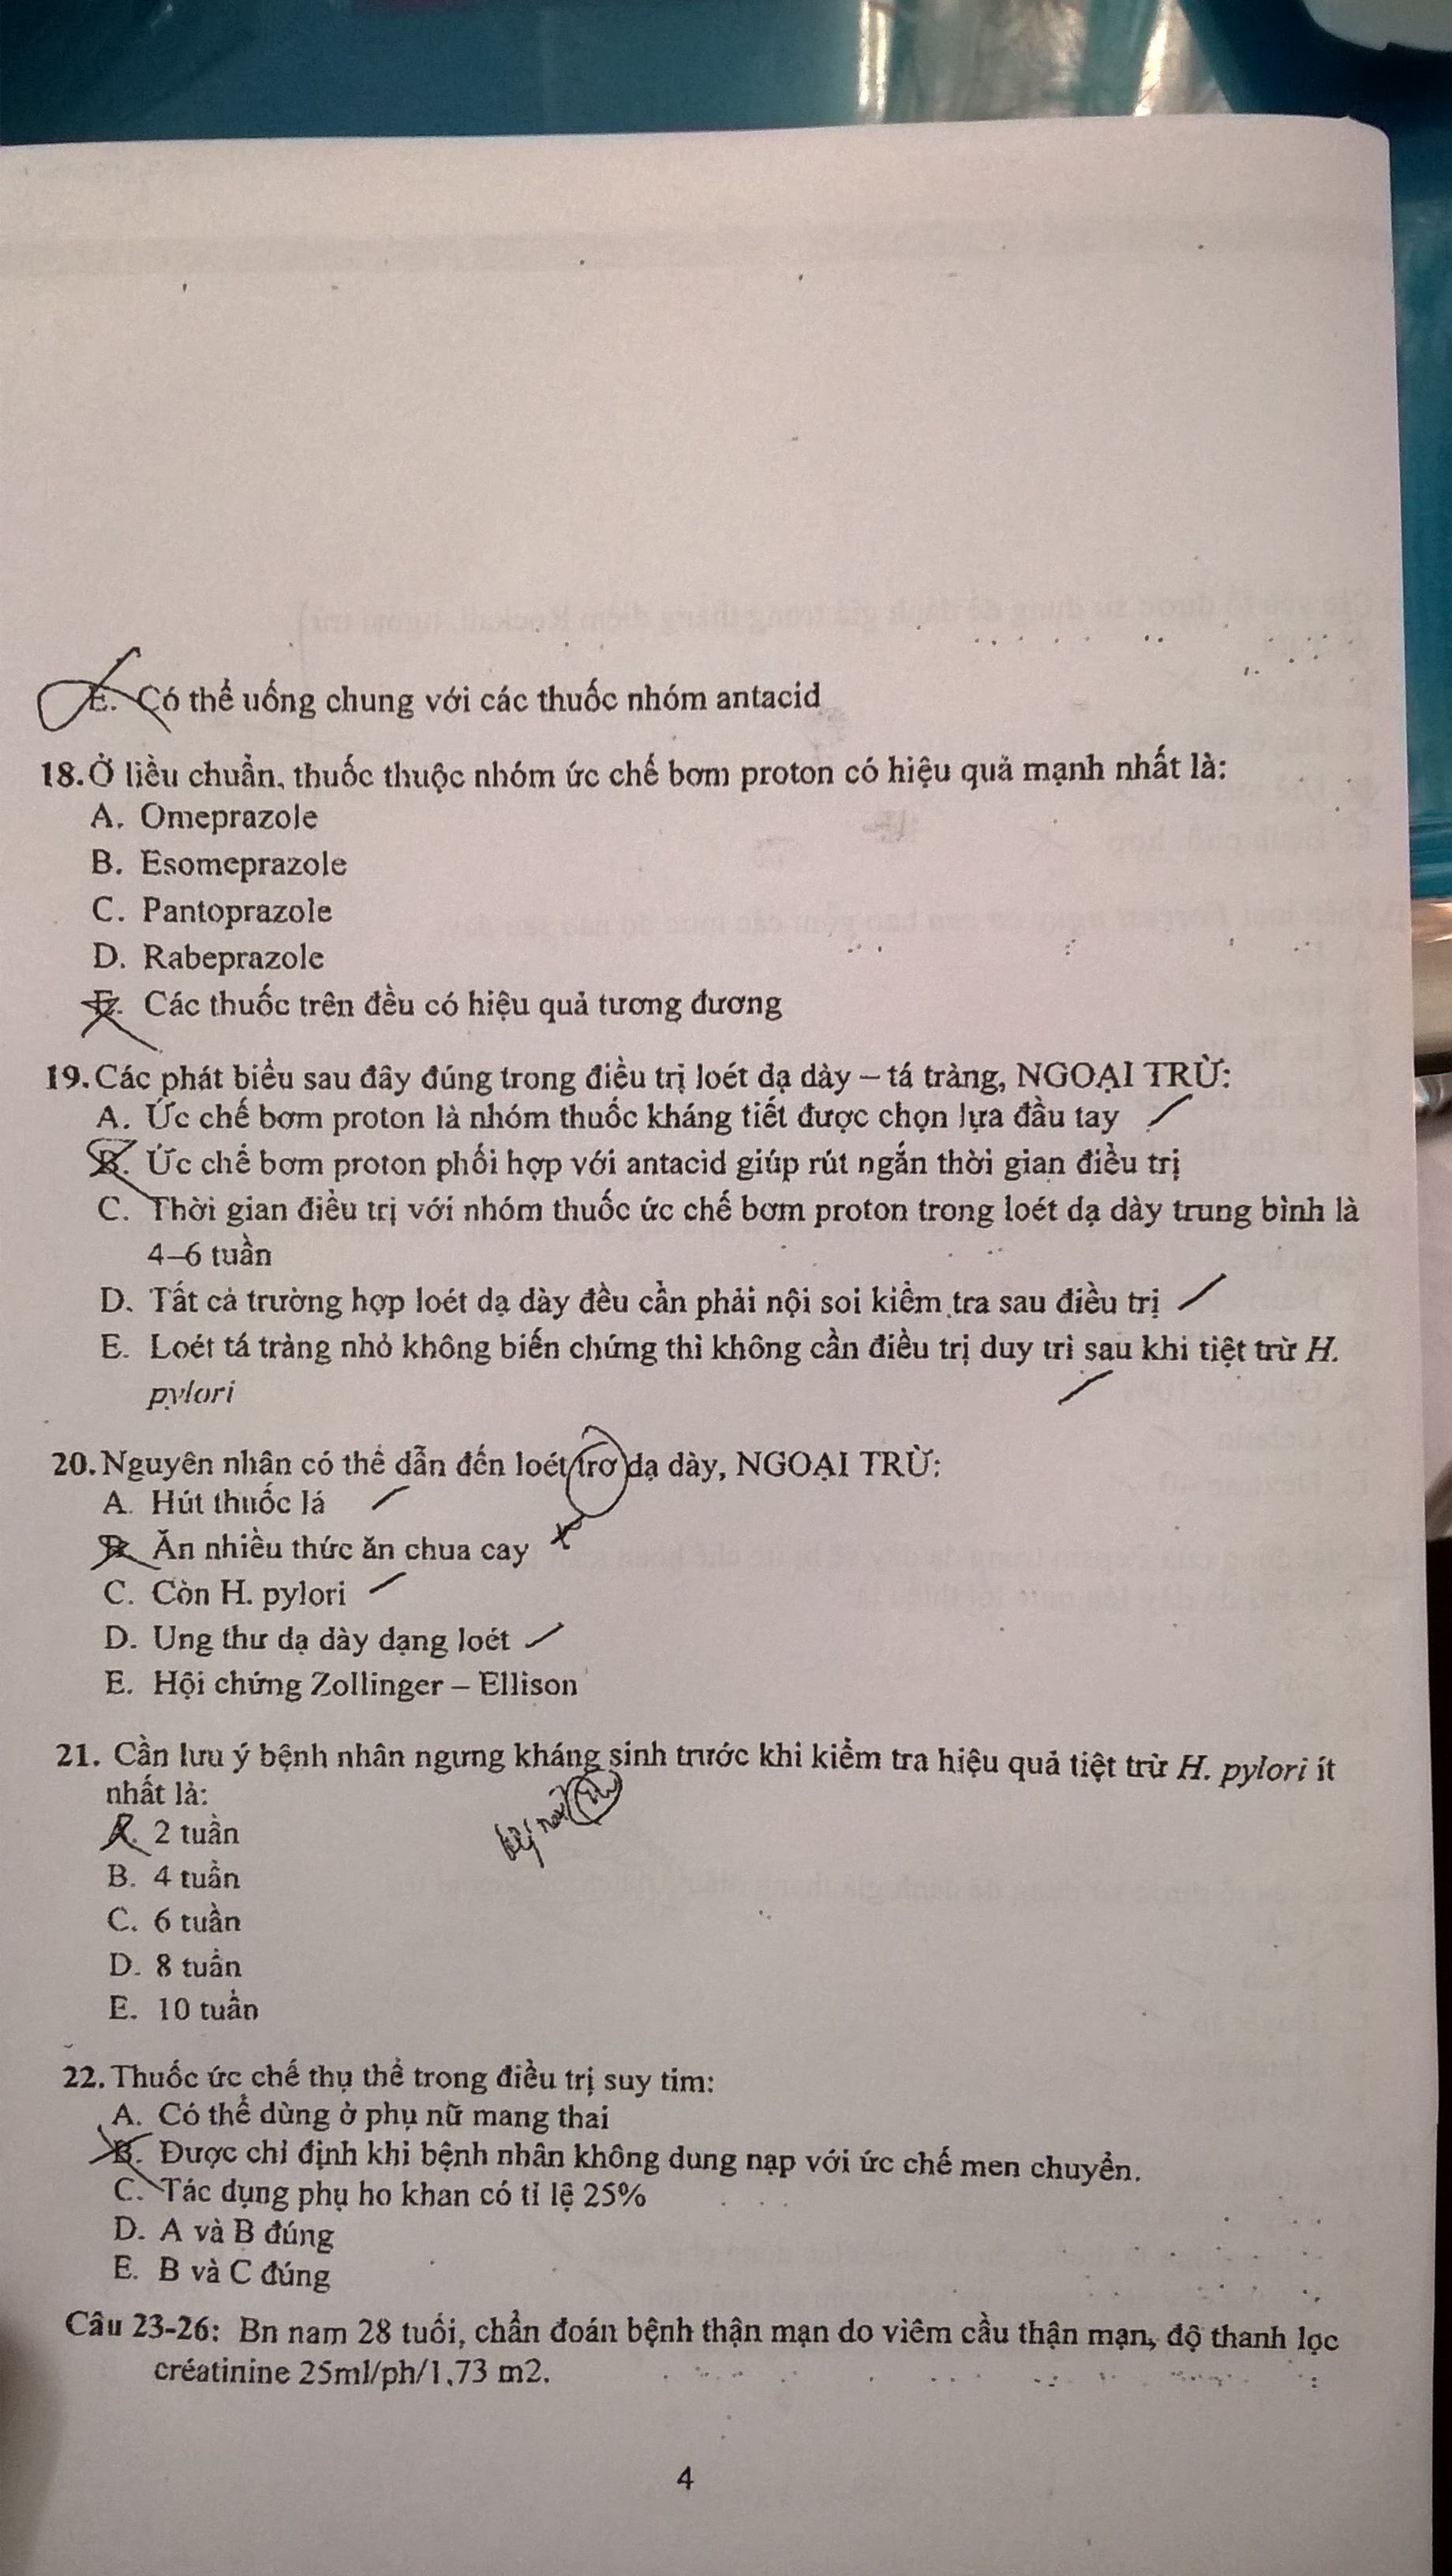 E. Có thể uống chung với các thuốc nhóm antacid
18. Ở liều chuẩn, thuốc thuộc nhóm ức chế bơm proton có hiệu quả mạnh nhất là:
A. Omeprazole
B. Esomeprazole
C. Pantoprazole
D. Rabeprazole
E. Các thuốc trên đều có hiệu quả tương đương
19. Các phát biểu sau đây đúng trong điều trị loét dạ dày – tá tràng, NGOẠI TRỪ:
A. Ức chế bơm proton là nhóm thuốc kháng tiết được chọn lựa đầu tay
B. Ức chế bơm proton phối hợp với antacid giúp rút ngắn thời gian điều trị
C. Thời gian điều trị với nhóm thuốc ức chế bơm proton trong loét dạ dày trung bình là
4–6 tuần
D. Tất cả trường hợp loét dạ dày đều cần phải nội soi kiểm tra sau điều trị
E. Loét tá tràng nhỏ không biến chứng thì không cần điều trị duy trì sau khi tiệt trừ H.
pylori
20. Nguyên nhân có thể dẫn đến loét trơ dạ dày, NGOẠI TRỪ:
A. Hút thuốc lá
B. Ăn nhiều thức ăn chua cay
C. Còn H. pylori
D. Ung thư dạ dày dạng loét
E. Hội chứng Zollinger – Ellison
21. Cần lưu ý bệnh nhân ngưng kháng sinh trước khi kiểm tra hiệu quả tiệt trừ H. pylori ít
nhất là:
A. 2 tuần
B. 4 tuần
C. 6 tuần
D. 8 tuần
E. 10 tuần
22. Thuốc ức chế thụ thể trong điều trị suy tim:
A. Có thể dùng ở phụ nữ mang thai
B. Được chỉ định khi bệnh nhân không dung nạp với ức chế men chuyển.
C. Tác dụng phụ ho khan có tỉ lệ 25%
D. A và B đúng
E. B và C đúng
Câu 23-26: Bn nam 28 tuổi, chẩn đoán bệnh thận mạn do viêm cầu thận mạn, độ thanh lọc
créatinine 25ml/ph/1,73 m2.
4